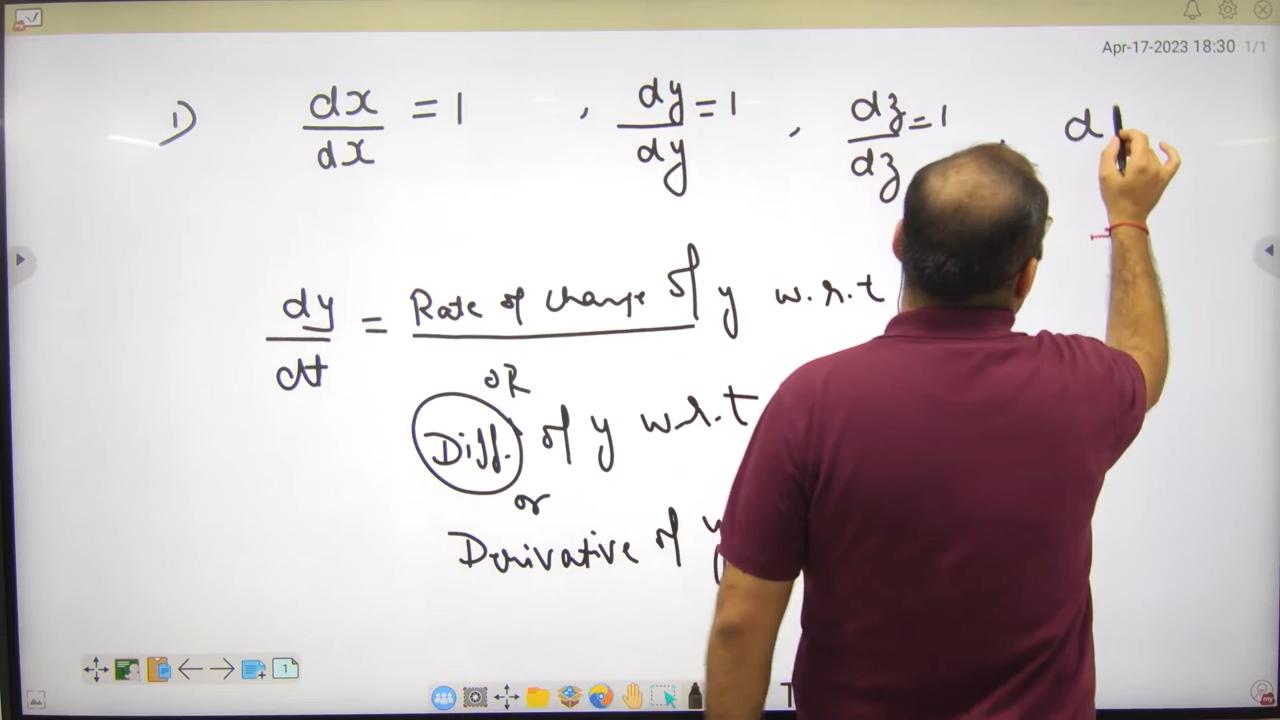 Apr-17-2023 18:30 1/1
1) dx/dx = 1 , dy/dy = 1 , dz/dz = 1 , d
dy/dt = Rate of change of y w.r.t
OR
Diff. of y w.r.t
or
Derivative of y
1